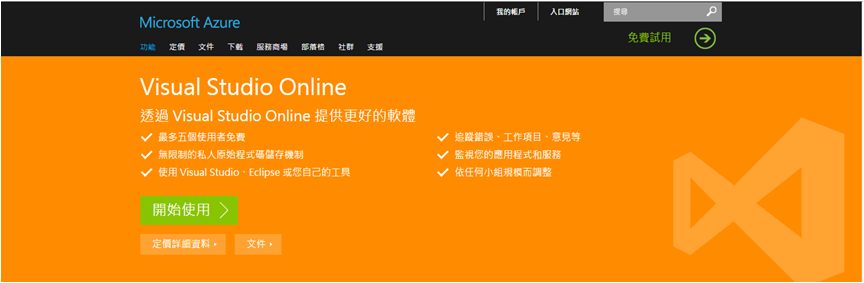 我的帳戶 入口網站 搜尋
Microsoft Azure
免費試用
功能 定價 文件 下載 服務商場 部落格 社群 支援
Visual Studio Online
透過 Visual Studio Online 提供更好的軟體
最多五個使用者免費
無限制的私人原始程式碼儲存機制
使用 Visual Studio、Eclipse 或您自己的工具
追蹤錯誤、工作項目、意見等
監視您的應用程式和服務
依任何小組規模而調整
開始使用
定價詳細資料 文件